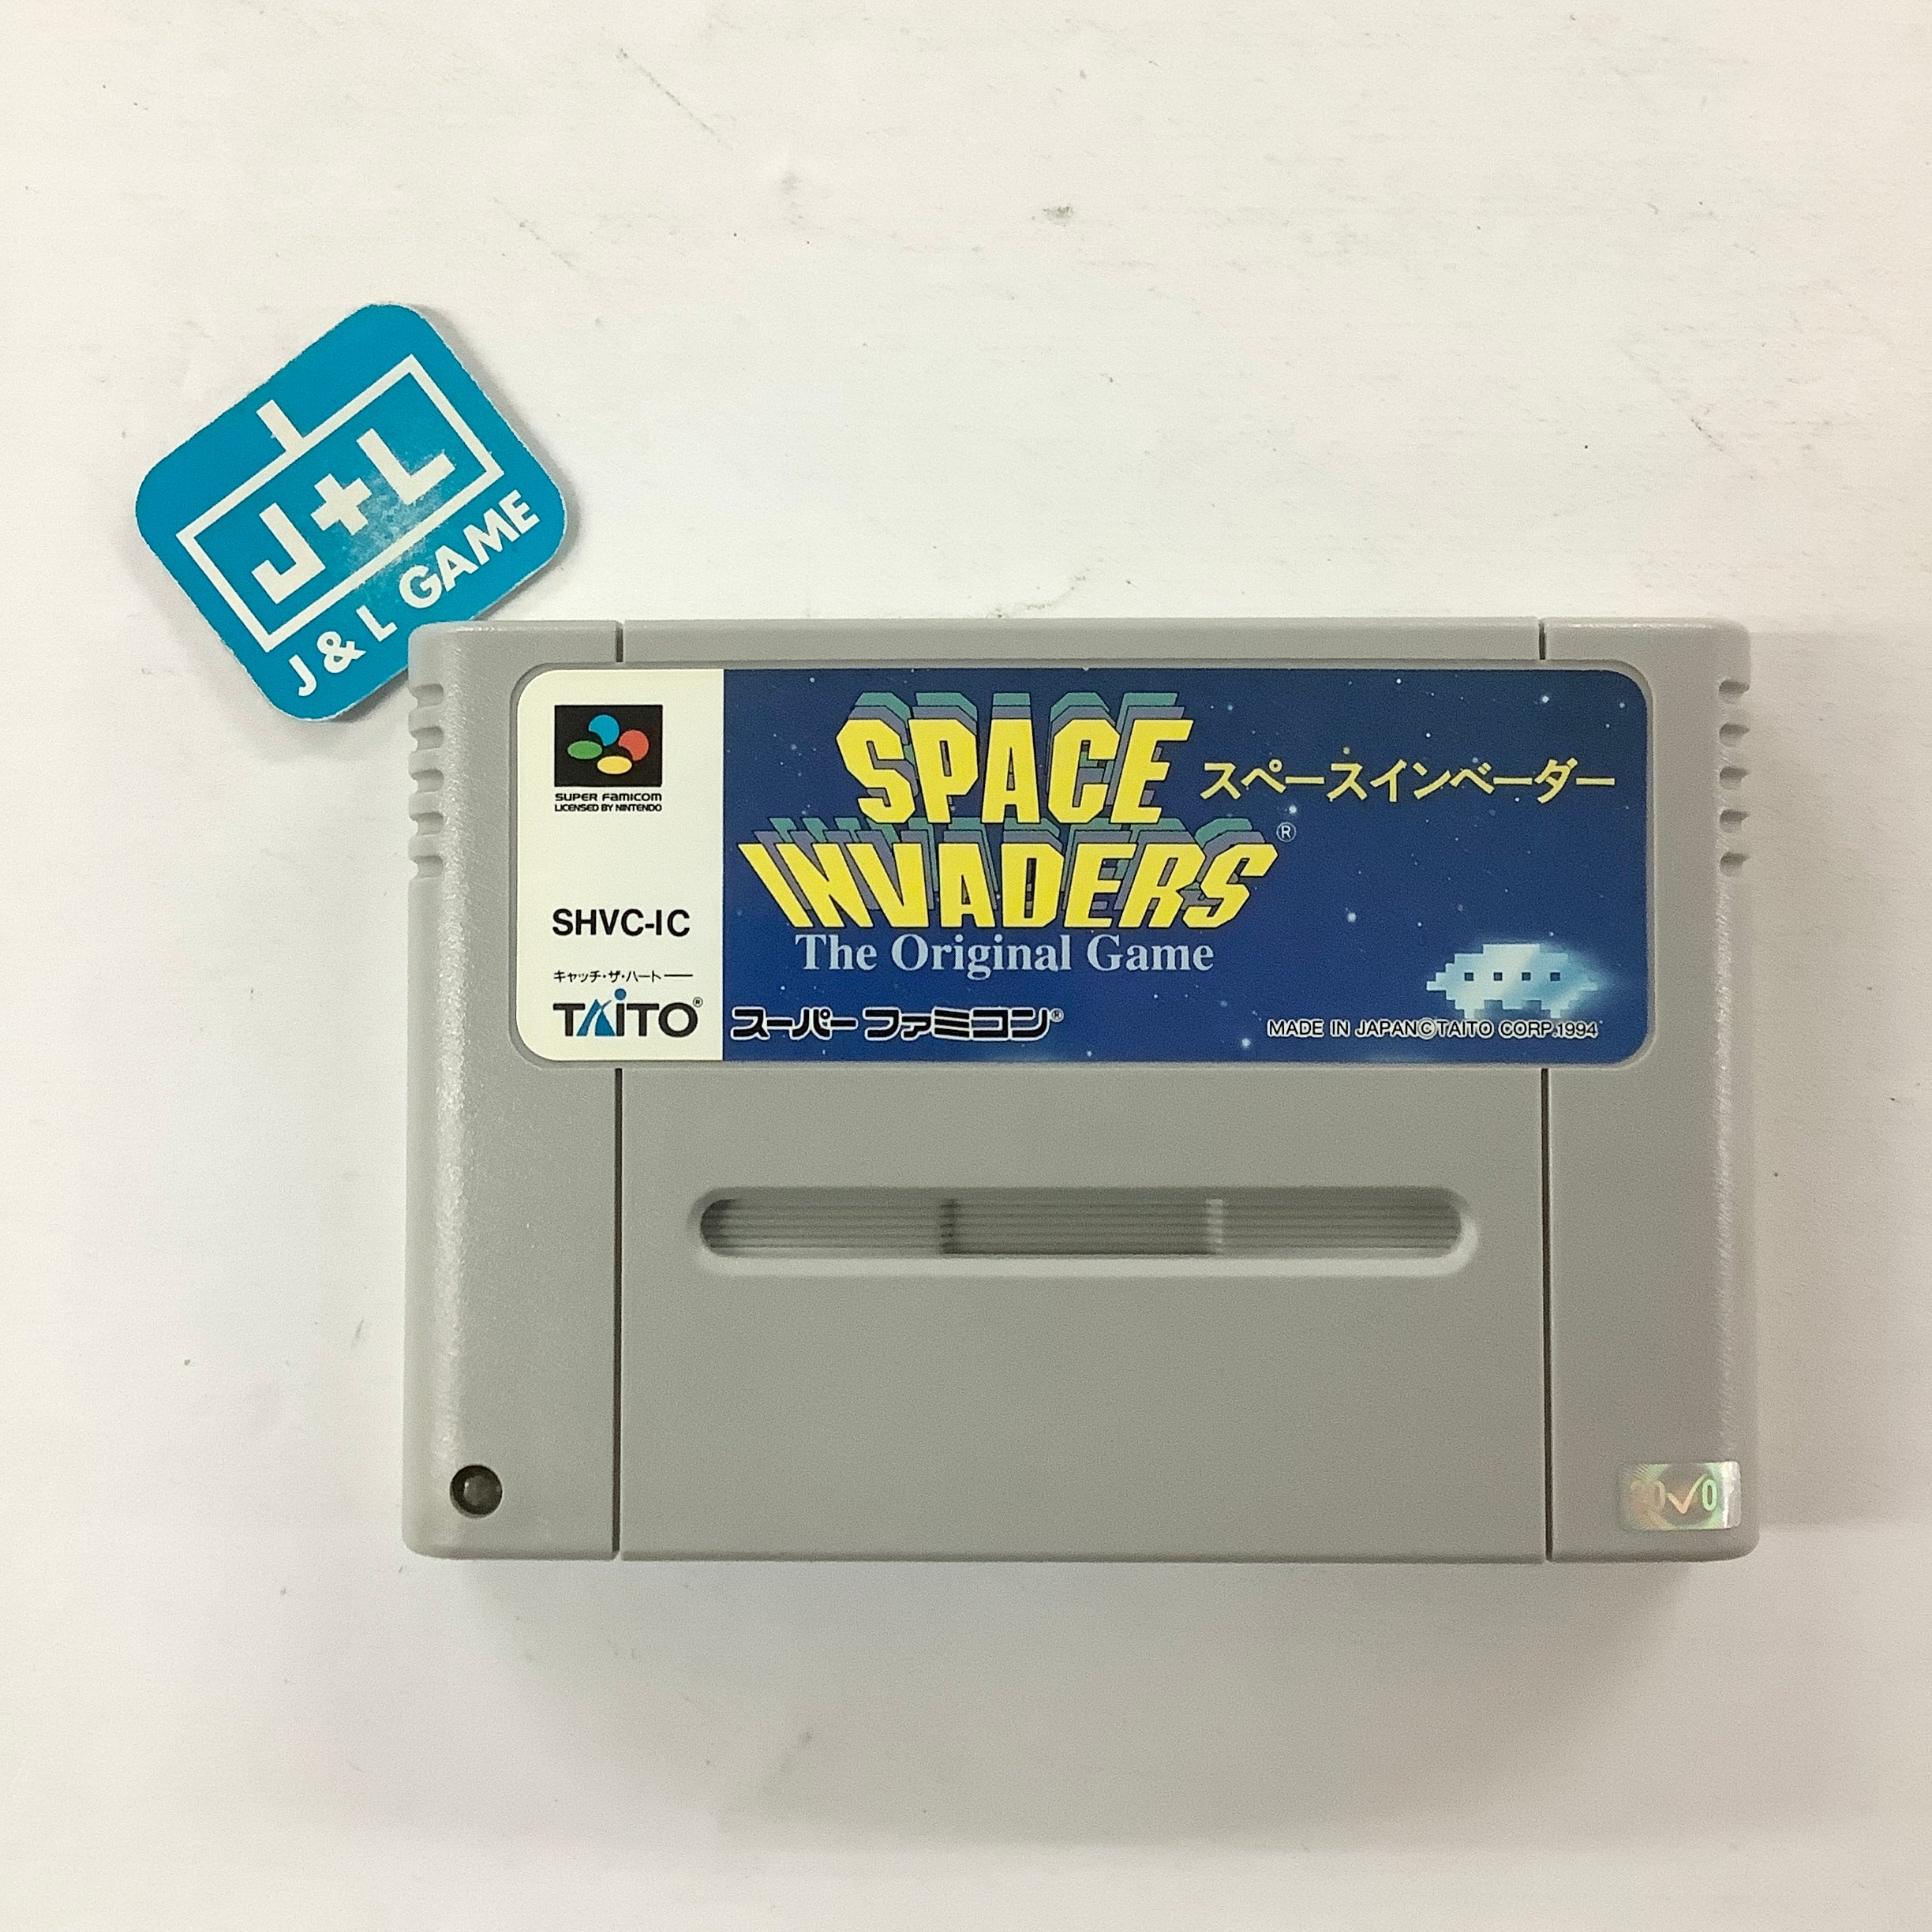 J+L
J & L GAME
SUPER FAMICOM
LICENSED BY NINTENDO
SHVC-IC
キャッチ・ザ・ハート
TAITO®
SPACE
INVADERS®
スペースインベーダー
The Original Game
スーパーファミコン®
MADE IN JAPAN©TAITO CORP.1994